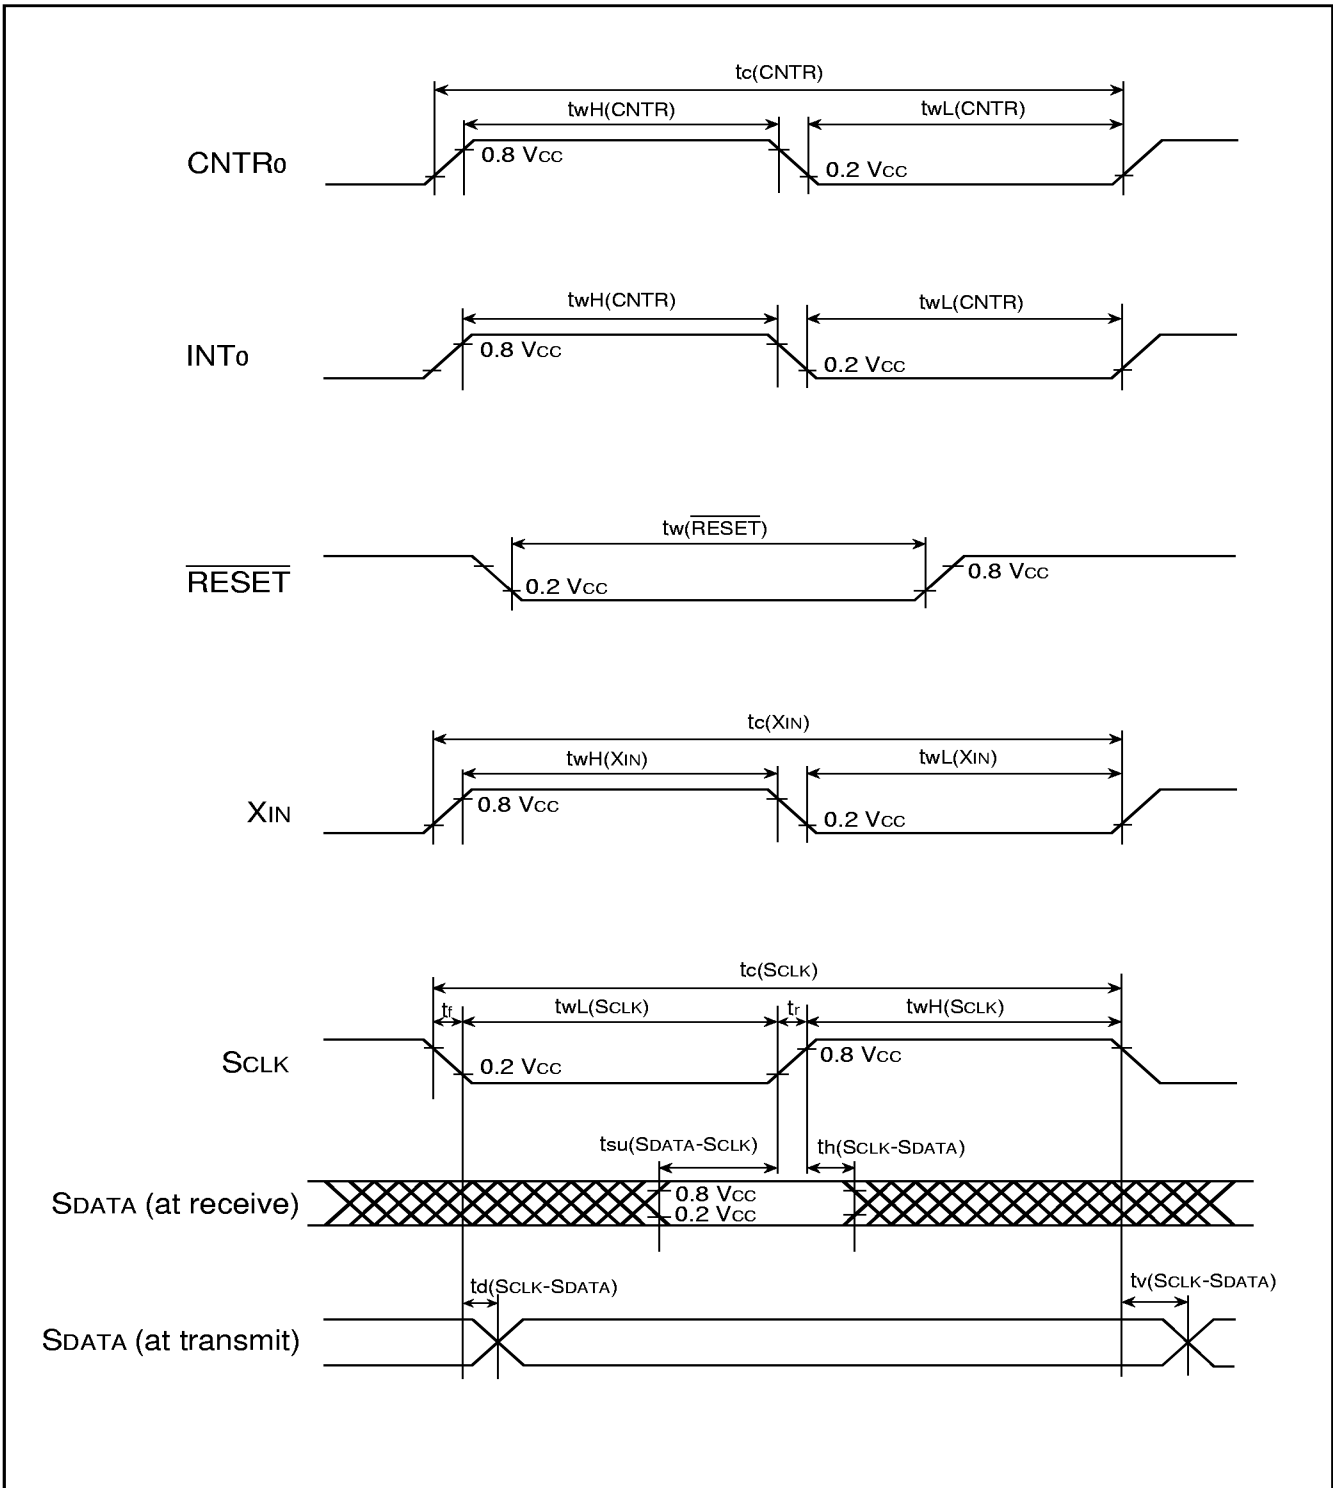 tc(CNTR)
twH(CNTR) twL(CNTR)
CNTR0 0.8 VCC 0.2 VCC
twH(CNTR) twL(CNTR)
INT0 0.8 VCC 0.2 VCC
tw(RESET)
RESET 0.2 VCC 0.8 VCC
tc(XIN)
twH(XIN) twL(XIN)
XIN 0.8 VCC 0.2 VCC
tc(SCLK)
tf twL(SCLK) tr twH(SCLK)
SCLK 0.2 VCC 0.8 VCC
tsu(SDATA-SCLK) th(SCLK-SDATA)
SDATA (at receive) 0.8 VCC
0.2 VCC
td(SCLK-SDATA) tv(SCLK-SDATA)
SDATA (at transmit)